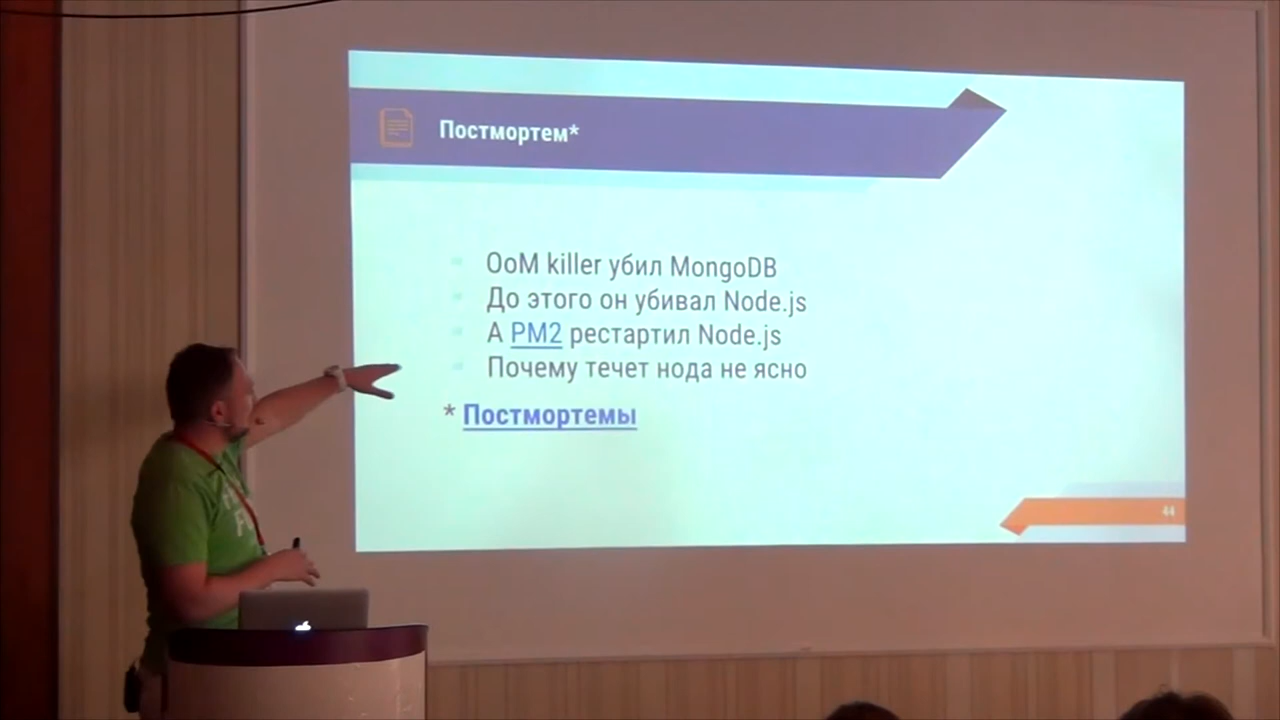 Постмортем*
OoM killer убил MongoDB
До этого он убивал Node.js
А PM2 рестартил Node.js
Почему течет нода не ясно
* Постмортемы
44